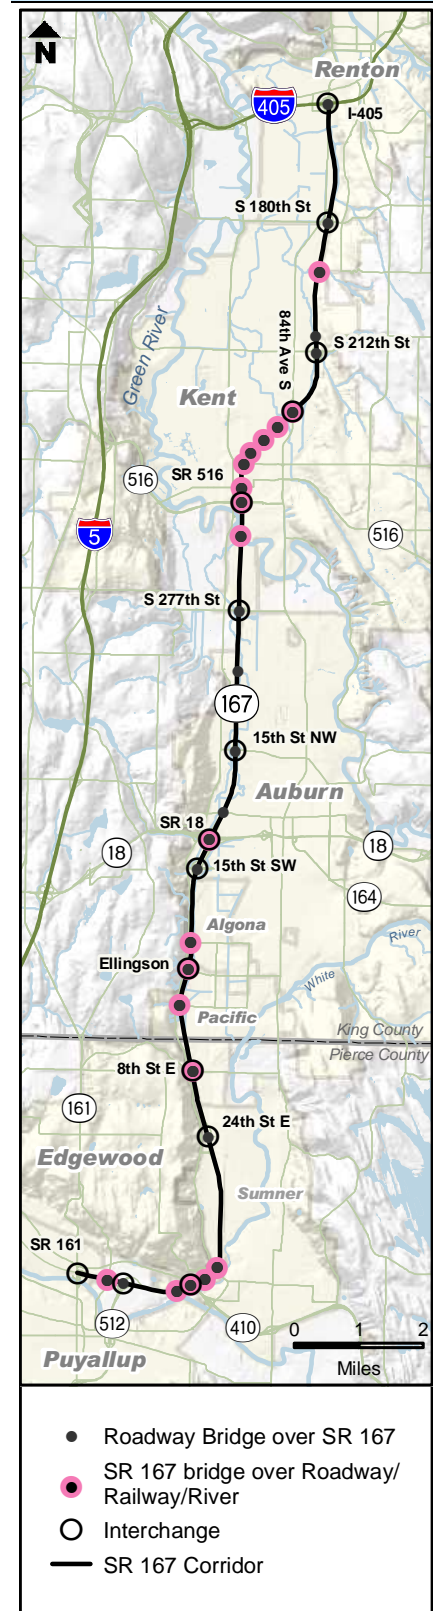 N
Renton
405
I-405
S 180th St
84th Ave S
S 212th St
Green River
Kent
SR 516
516
516
5
S 277th St
167
15th St NW
Auburn
SR 18
18
18
15th St SW
164
Algona
River
Ellingson
White
Pacific
King County
Pierce County
8th St E
161
24th St E
Edgewood
Sumner
SR 161
512
410
0 1 2
Puyallup
Miles
Roadway Bridge over SR 167
SR 167 bridge over Roadway/
Railway/River
Interchange
SR 167 Corridor